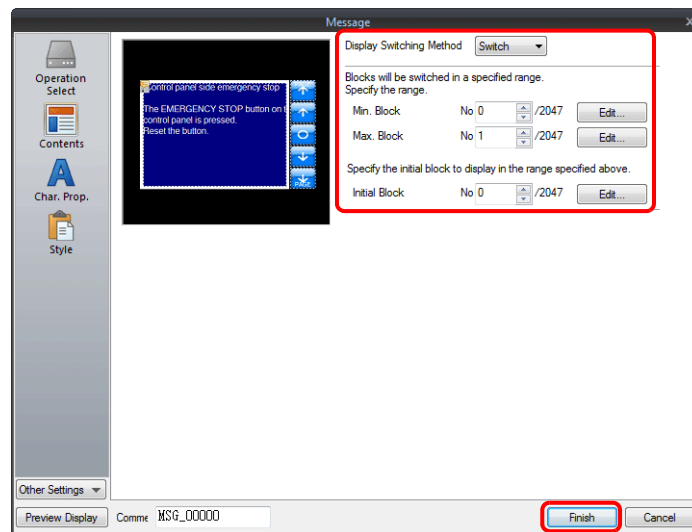 Message
Operation
Select
Contents
Char. Prop.
Style
Other Settings
Control panel side emergency stop
The EMERGENCY STOP button on t
control panel is pressed.
Reset the button.
PAGE
Display Switching Method Switch
Blocks will be switched in a specified range.
Specify the range.
Min. Block No 0 /2047 Edit...
Max. Block No 1 /2047 Edit...
Specify the initial block to display in the range specified above.
Initial Block No 0 /2047 Edit...
Preview Display Comme MSG_00000 Finish Cancel